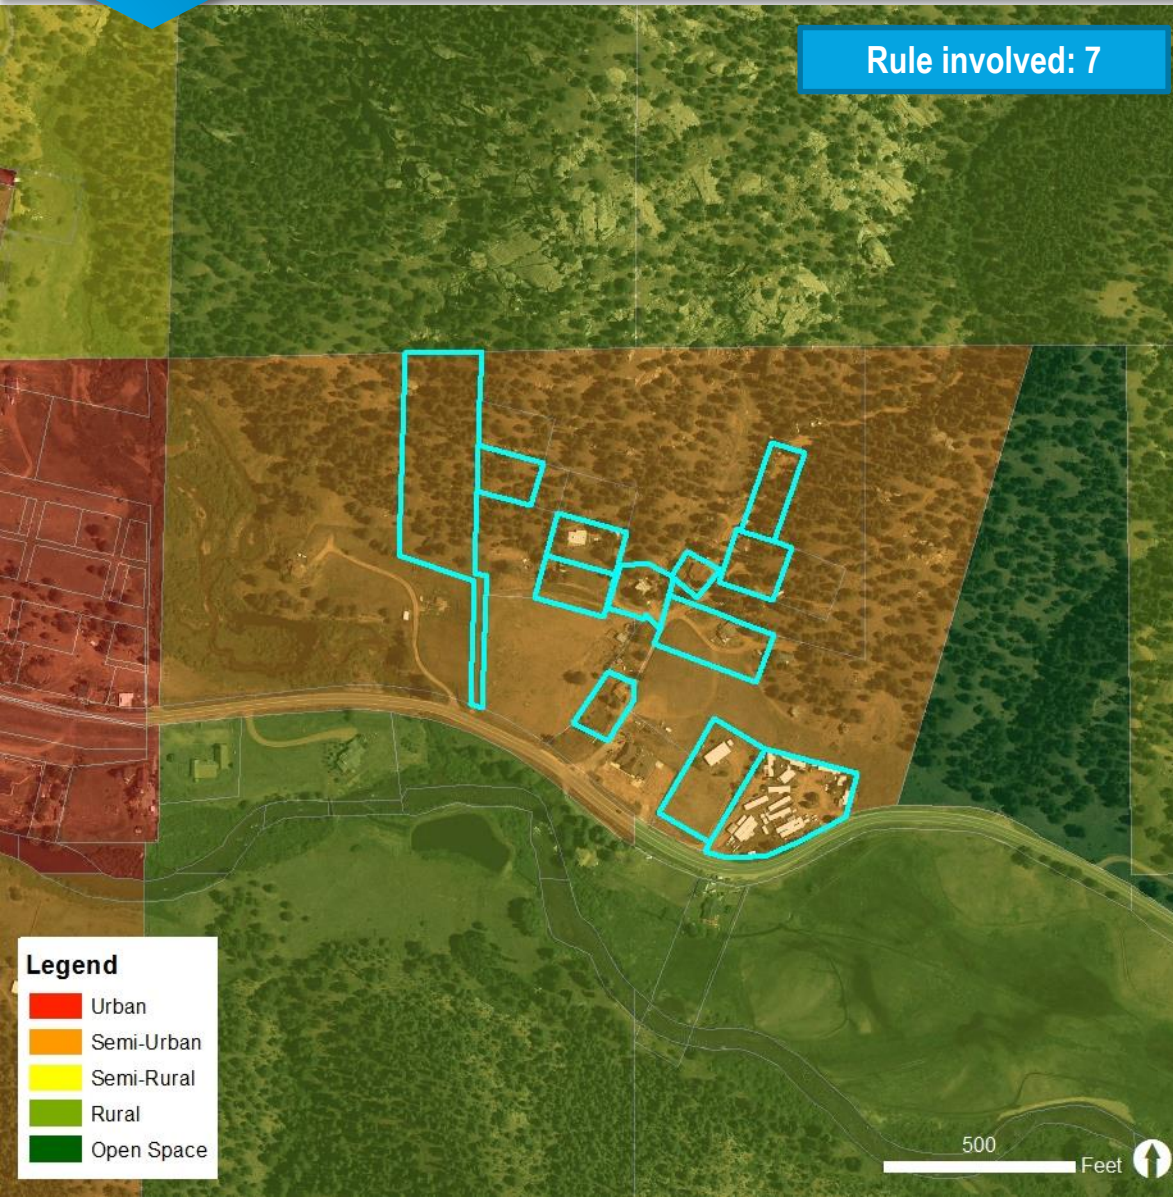 Rule involved: 7
Legend
Urban
Semi-Urban
Semi-Rural
Rural
Open Space
500
Feet